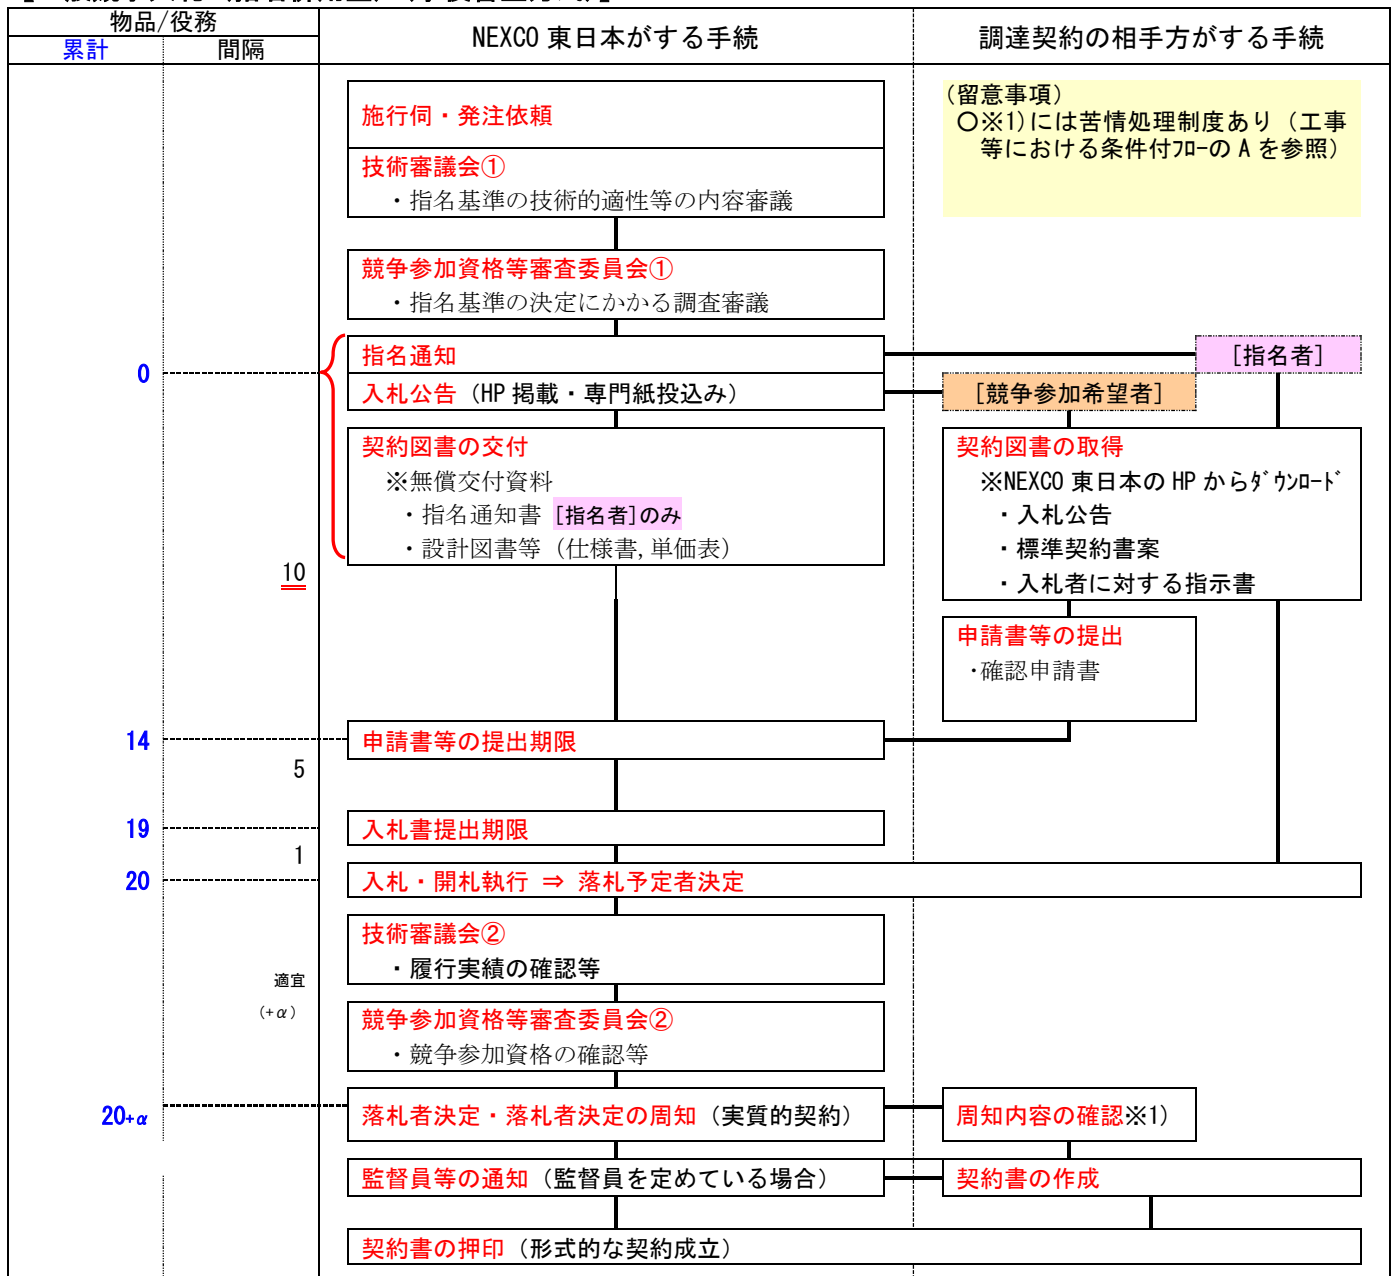 物品/役務
累計
間隔
NEXCO 東日本がする手続
調達契約の相手方がする手続
施行伺・発注依頼
技術審議会①
・指名基準の技術的適性等の内容審議
(留意事項)
○※1)には苦情処理制度あり（工事
等における条件付ﾌﾛｰの A を参照）
競争参加資格等審査委員会①
・指名基準の決定にかかる調査審議
0
指名通知
[指名者]
入札公告（HP 掲載・専門紙投込み）
[競争参加希望者]
契約図書の交付
※無償交付資料
・指名通知書 [指名者]のみ
・設計図書等（仕様書, 単価表）
契約図書の取得
※NEXCO 東日本の HP からﾀﾞｳﾝﾛｰﾄﾞ
・入札公告
・標準契約書案
・入札者に対する指示書
10
申請書等の提出
・確認申請書
14
申請書等の提出期限
5
19
入札書提出期限
1
20
入札・開札執行 ⇒ 落札予定者決定
技術審議会②
・履行実績の確認等
適宜
（+α）
競争参加資格等審査委員会②
・競争参加資格の確認等
20+α
落札者決定・落札者決定の周知（実質的契約）
周知内容の確認※1)
監督員等の通知（監督員を定めている場合）
契約書の作成
契約書の押印（形式的な契約成立）